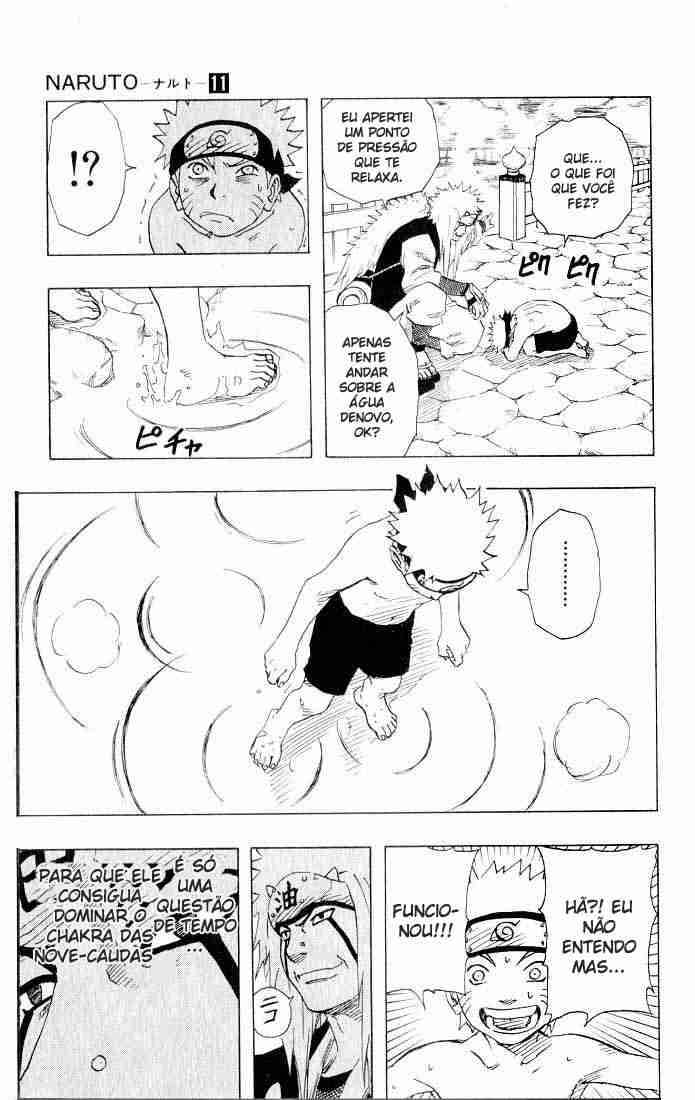 NARUTO—ナルト—11
QUE...
O QUE FOI
QUE VOCÊ
FEZ?
EU APERTEI
UM PONTO
DE PRESSÃO
QUE TE
RELAXA.
ピク ピク
APENAS
TENTE
ANDAR
SOBRE A
ÁGUA
DENOVO,
OK?
!?
ピチャ
.........
HÃ?! EU
NÃO
ENTENDO
MAS...
FUNCIO-
NOU!!!
油
ニ
É SÓ
UMA
QUESTÃO
DE TEMPO
...
PARA QUE ELE
CONSIGUA
DOMINAR O
CHAKRA DAS
NOVE-CAUDAS